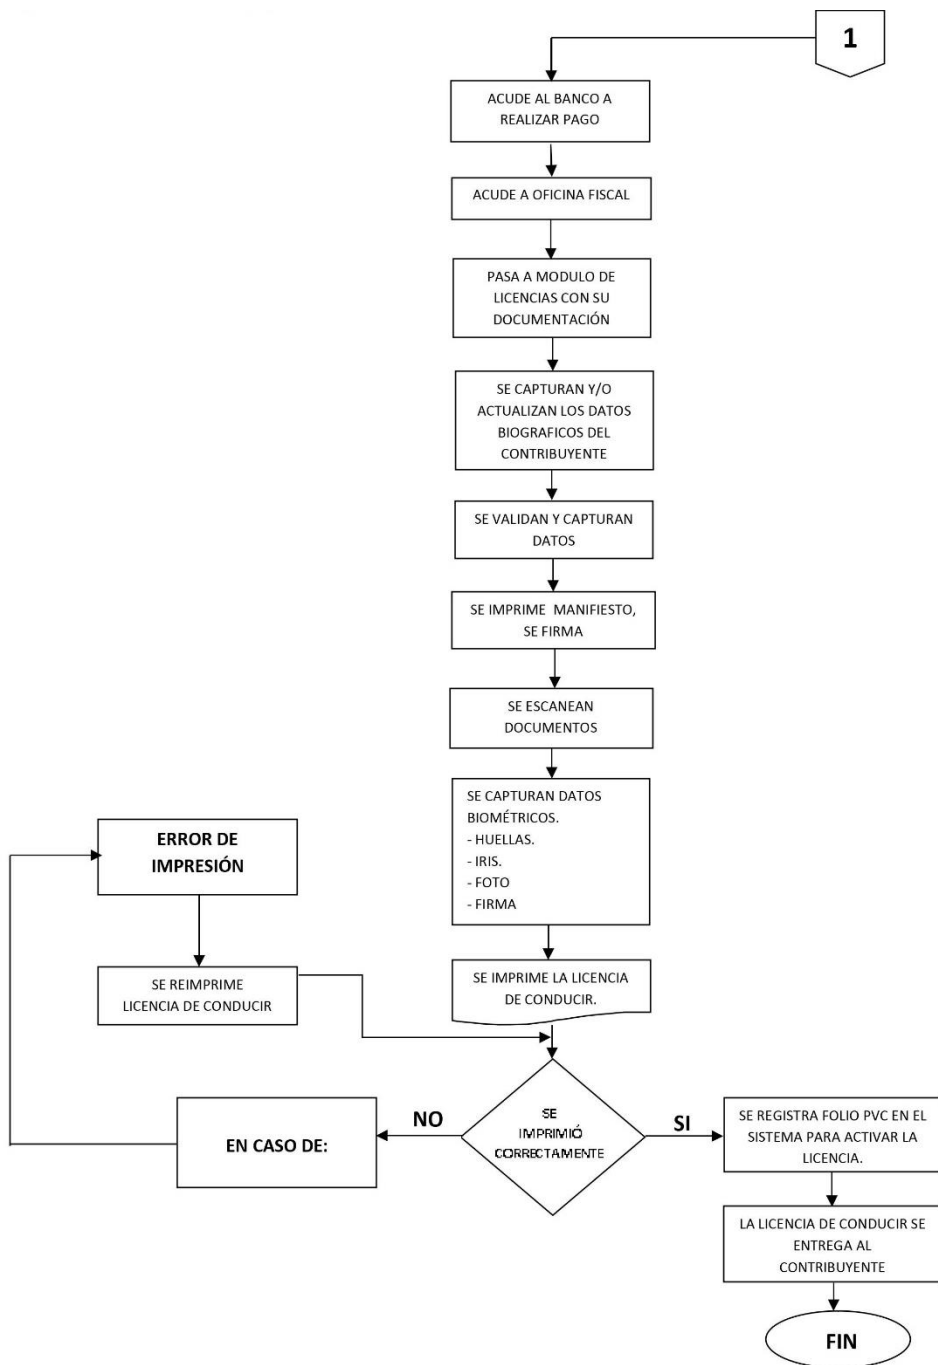 1
ACUDE AL BANCO A
REALIZAR PAGO
ACUDE A OFICINA FISCAL
PASA A MODULO DE
LICENCIAS CON SU
DOCUMENTACIÓN
SE CAPTURAN Y/O
ACTUALIZAN LOS DATOS
BIOGRAFICOS DEL
CONTRIBUYENTE
SE VALIDAN Y CAPTURAN
DATOS
SE IMPRIME MANIFIESTO,
SE FIRMA
SE ESCANEAN
DOCUMENTOS
SE CAPTURAN DATOS
BIOMÉTRICOS.
- HUELLAS.
- IRIS.
- FOTO
- FIRMA
ERROR DE
IMPRESIÓN
SE REIMPRIME
LICENCIA DE CONDUCIR
SE IMPRIME LA LICENCIA
DE CONDUCIR.
SE
IMPRIMIÓ
CORRECTAMENTE
NO
EN CASO DE:
SI
SE REGISTRA FOLIO PVC EN EL
SISTEMA PARA ACTIVAR LA
LICENCIA.
LA LICENCIA DE CONDUCIR SE
ENTREGA AL
CONTRIBUYENTE
FIN